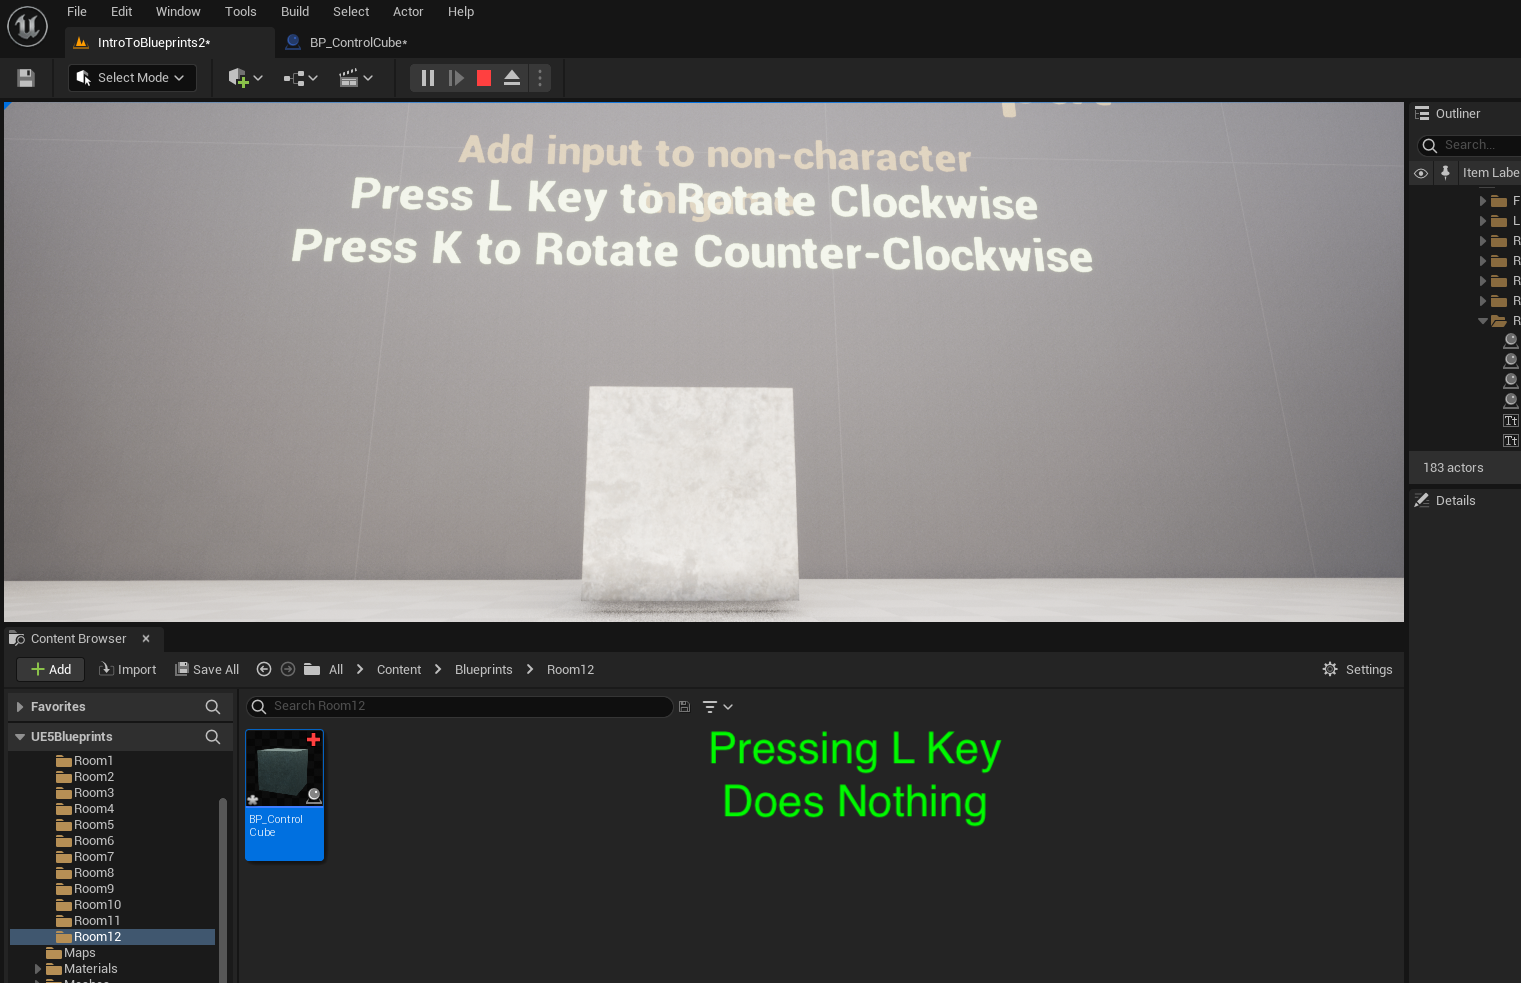 File Edit Window Tools Build Select Actor Help
IntroToBlueprints2* BP_ControlCube*
Select Mode
Add input to non-character
Press L Key to Rotate Clockwise
Press K to Rotate Counter-Clockwise
Outliner
Search...
Item Labe
F
L
R
R
R
R
R
Tt
Tt
183 actors
Details
Content Browser
Add Import Save All All Content Blueprints Room12 Settings
Favorites
Search Room12
UE5Blueprints
Room1
Room2
Room3
Room4
Room5
Room6
Room7
Room8
Room9
Room10
Room11
Room12
Maps
Materials
BP_Control
Cube
Pressing L Key
Does Nothing